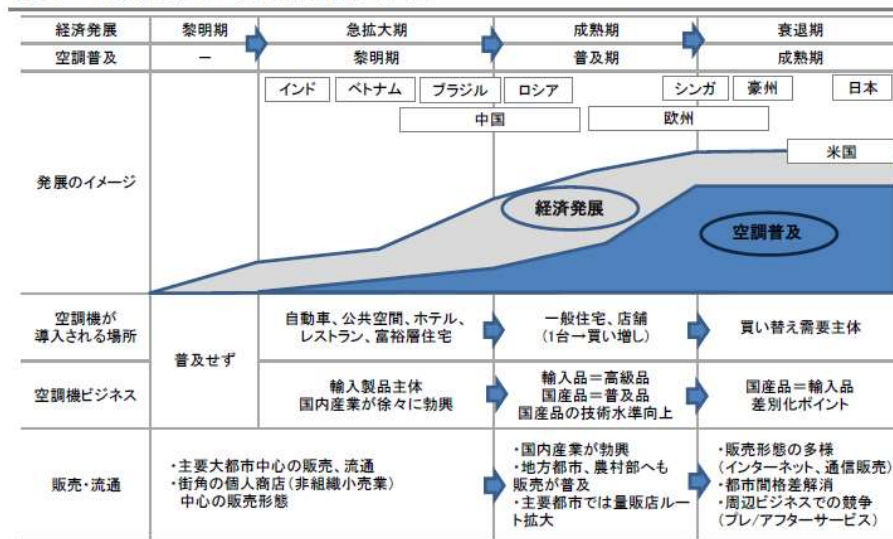 経済発展 黎明期 急拡大期 成熟期 衰退期
空調普及 － 黎明期 普及期 成熟期
インド ベトナム ブラジル ロシア シンガ 豪州 日本
中国 欧州
米国
発展のイメージ
経済発展
空調普及
空調機が
導入される場所
普及せず
自動車、公共空間、ホテル、
レストラン、富裕層住宅
一般住宅、店舗
(1台→買い増し)
買い替え需要主体
空調機ビジネス
輸入製品主体
国内産業が徐々に勃興
輸入品＝高級品
国産品＝普及品
国産品の技術水準向上
国産品＝輸入品
差別化ポイント
販売・流通
・主要大都市中心の販売、流通
・街角の個人商店(非組織小売業)
中心の販売形態
・国内産業が勃興
・地方都市、農村部へも
販売が普及
・主要都市では量販店ルー
ト拡大
・販売形態の多様
(インターネット、通信販売)
・都市間格差解消
・周辺ビジネスでの競争
(プレ/アフターサービス)